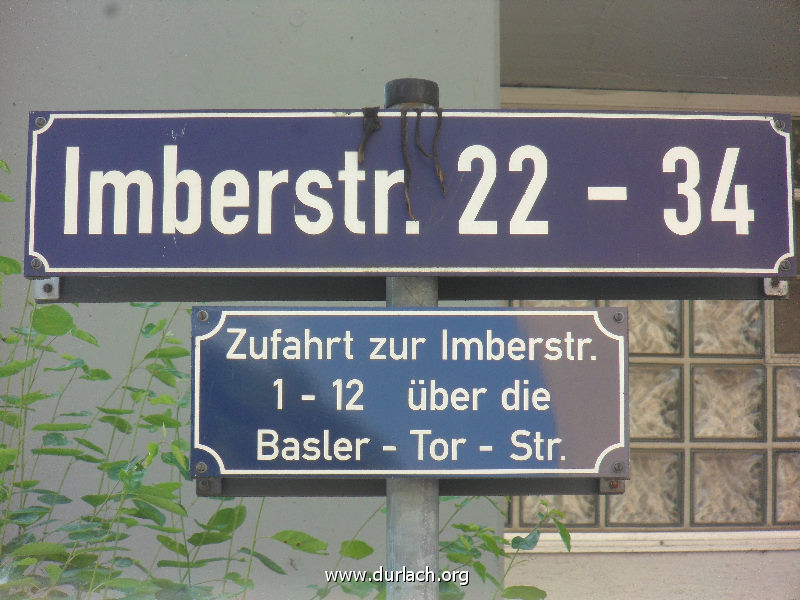 Imberstr. 22 - 34
Zufahrt zur Imberstr.
1 - 12 über die
Basler - Tor - Str.
www.durlach.org